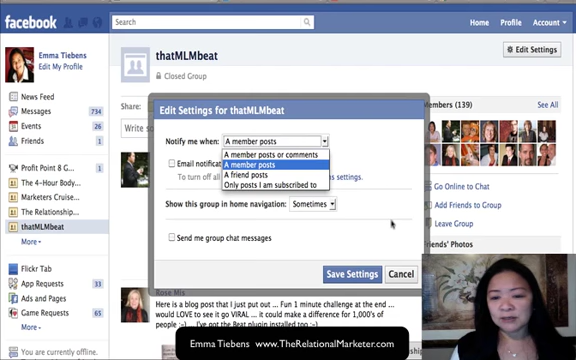 facebook
Search
Home Profile Account
Emma Tiebens
Edit My Profile
News Feed
Messages 734
Events 26
Friends 1
Profit Point 8 G...
The 4-Hour Body...
Marketers Cruise...
The Relationship...
thatMLMbeat
More
Flickr Tab
App Requests 33
Ads and Pages
Game Requests 65
More
You are currently offline.
thatMLMbeat
Closed Group
Edit Settings
Share:
Write so
Members (139) See All
Go Online to Chat
Add Friends to Group
Leave Group
Friends' Photos
Edit Settings for thatMLMbeat
Notify me when: A member posts
A member posts or comments
A member posts
A friend posts
Only posts I am subscribed to
Email notificat
To turn off
settings.
Show this group in home navigation: Sometimes
Send me group chat messages
Save Settings Cancel
Rose Mis
Here is a blog post that I just put out ... Fun 1 minute challenge at the end ...
would LOVE to see it go VIRAL ... it could make a difference for 1,000's of
people :-) ... I've got the Beat plugin installed too :-)
Emma Tiebens www.TheRelationalMarketer.com